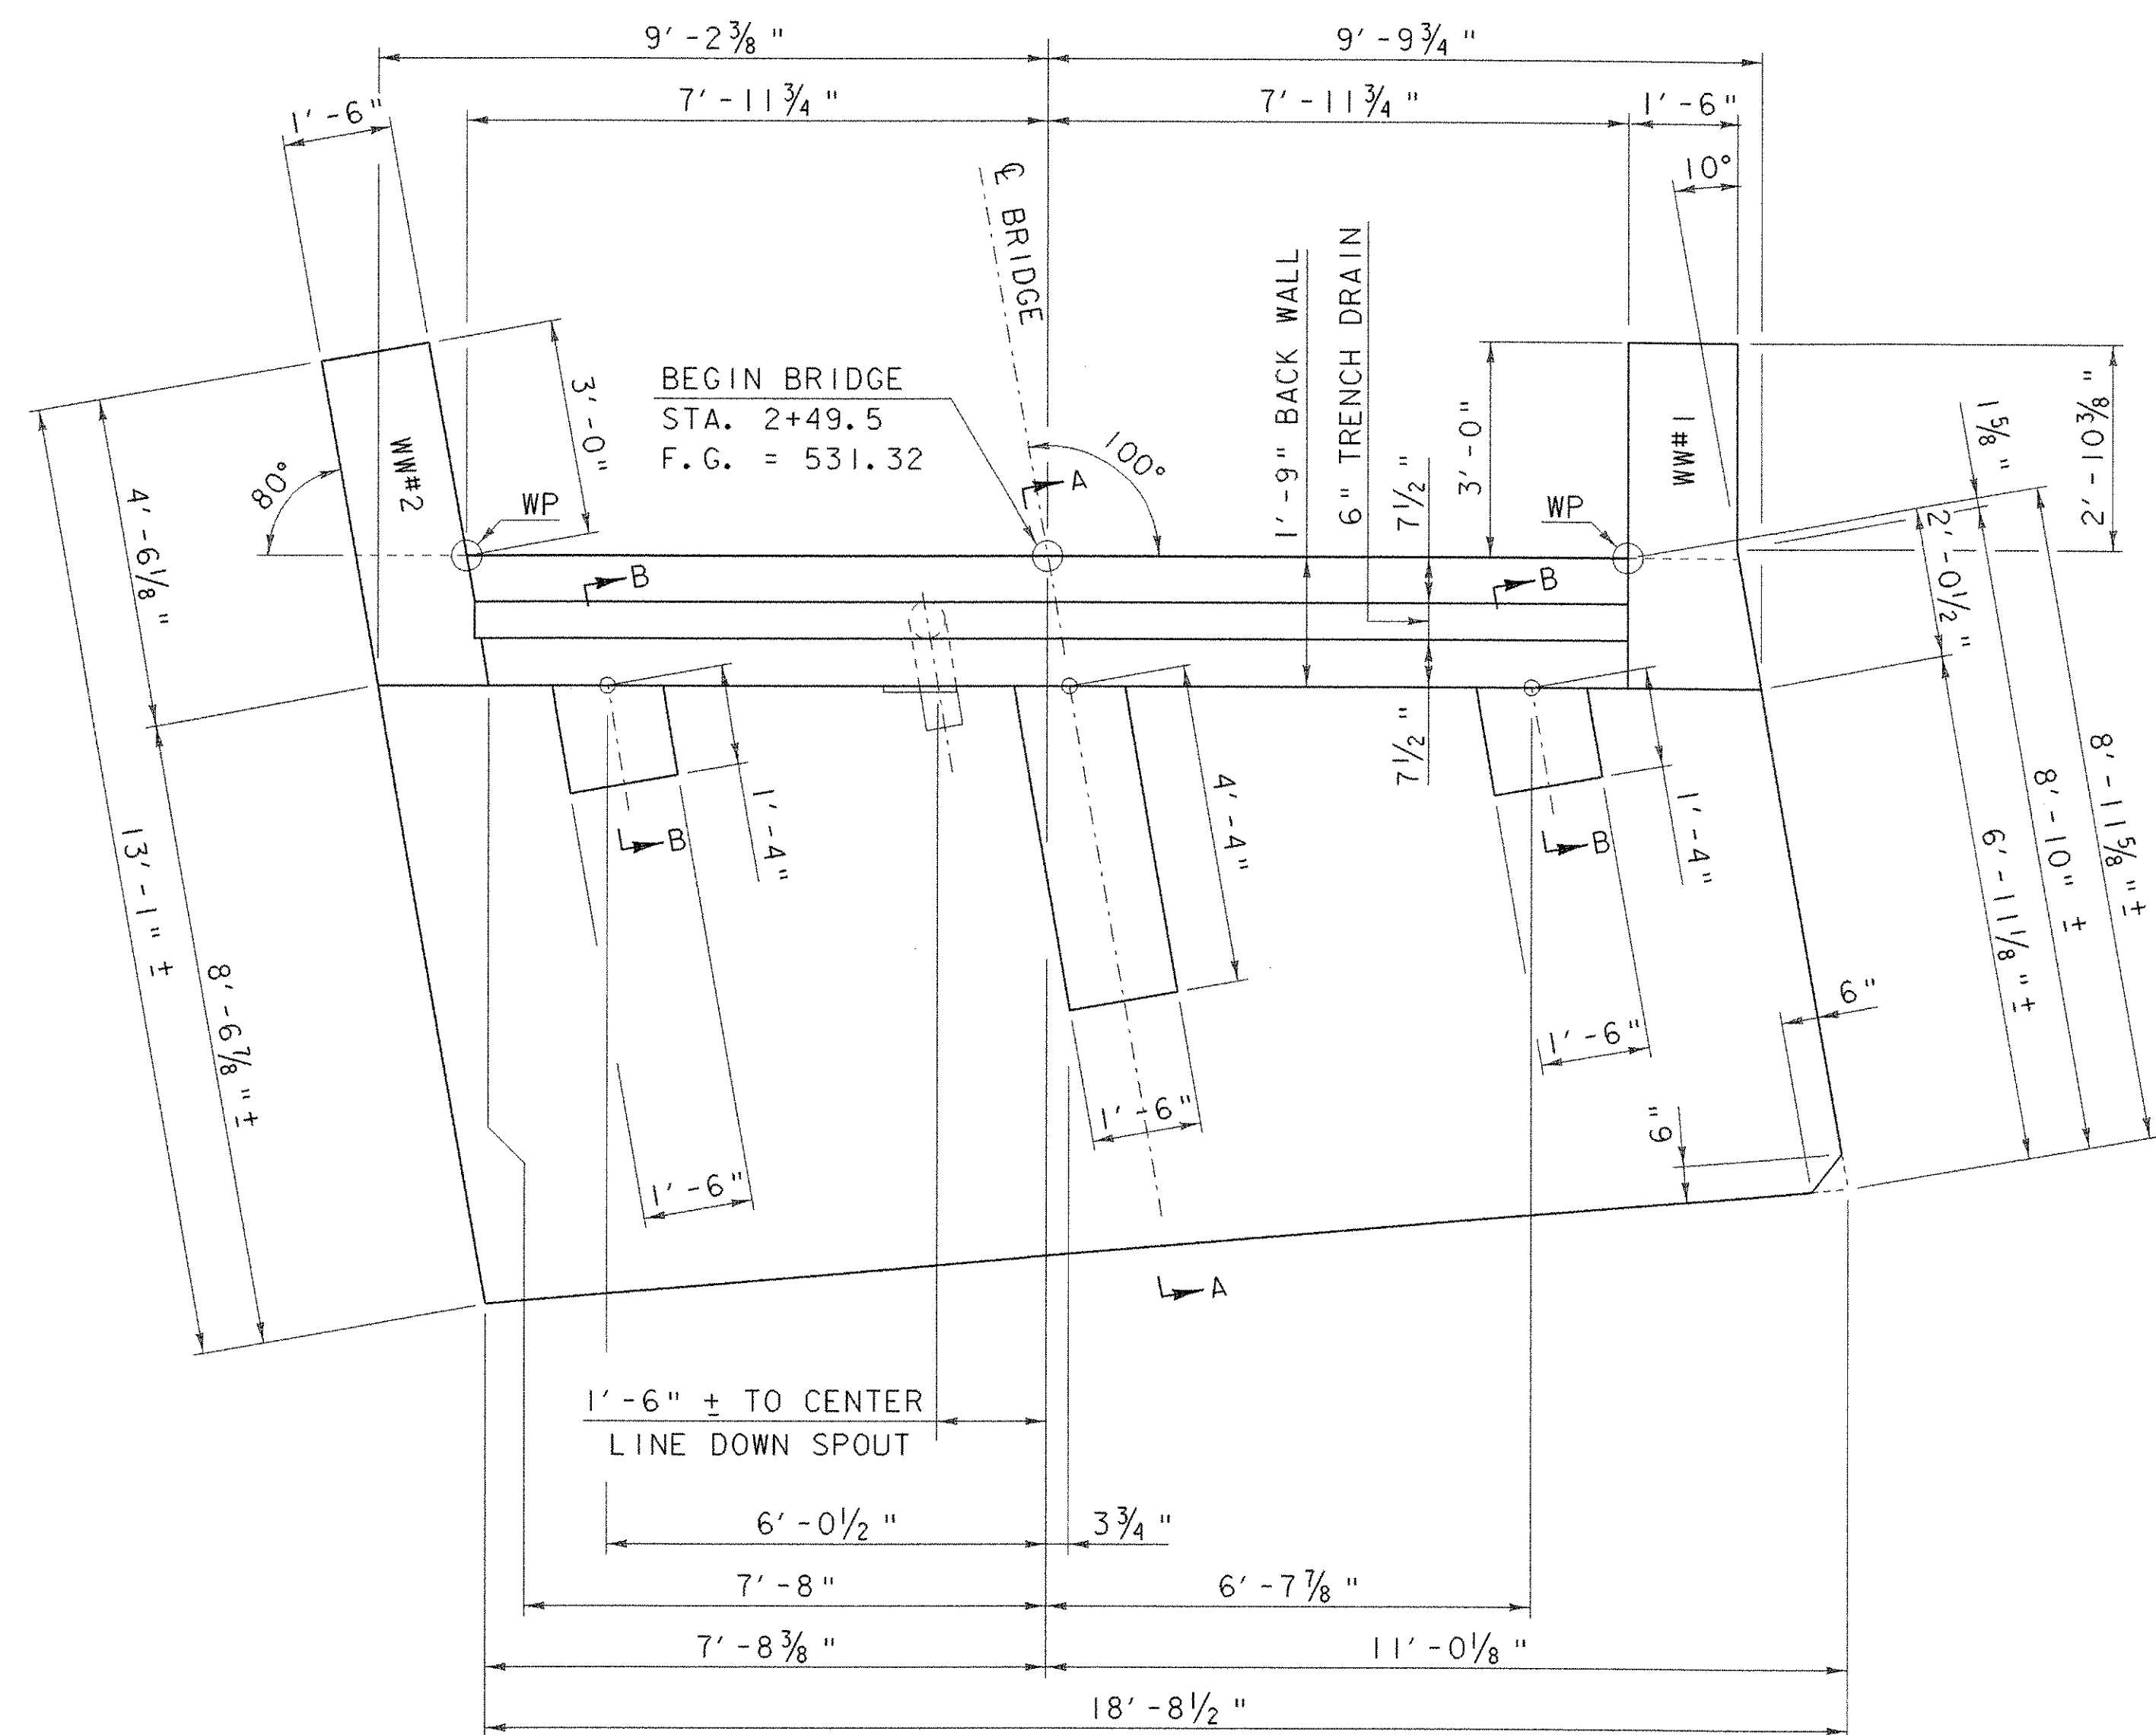 9'-2 3/8"
9'-9 3/4"
7'-11 3/4"
7'-11 3/4"
1'-6"
1'-6"
10°
℄ BRIDGE
1'-9" BACK WALL
6" TRENCH DRAIN
BEGIN BRIDGE
STA. 2+49.5
F.G. = 531.32
3'-0"
WW#2
80°
WP
100°
A
7 1/2"
3'-0"
WW#1
WP
2'-10 3/8"
1 5/8"
2'-0 1/2"
4'-6 1/8"
B
B
7 1/2"
8'-11 5/8" ±
8'-10" ±
6'-11 1/8" ±
13'-1" ±
8'-6 7/8" ±
1'-4"
B
4'-4"
1'-4"
B
6"
1'-6"
1'-6"
9"
1'-6"
A
1'-6" ± TO CENTER
LINE DOWN SPOUT
6'-0 1/2"
3 3/4"
7'-8"
6'-7 7/8"
7'-8 3/8"
11'-0 1/8"
18'-8 1/2"